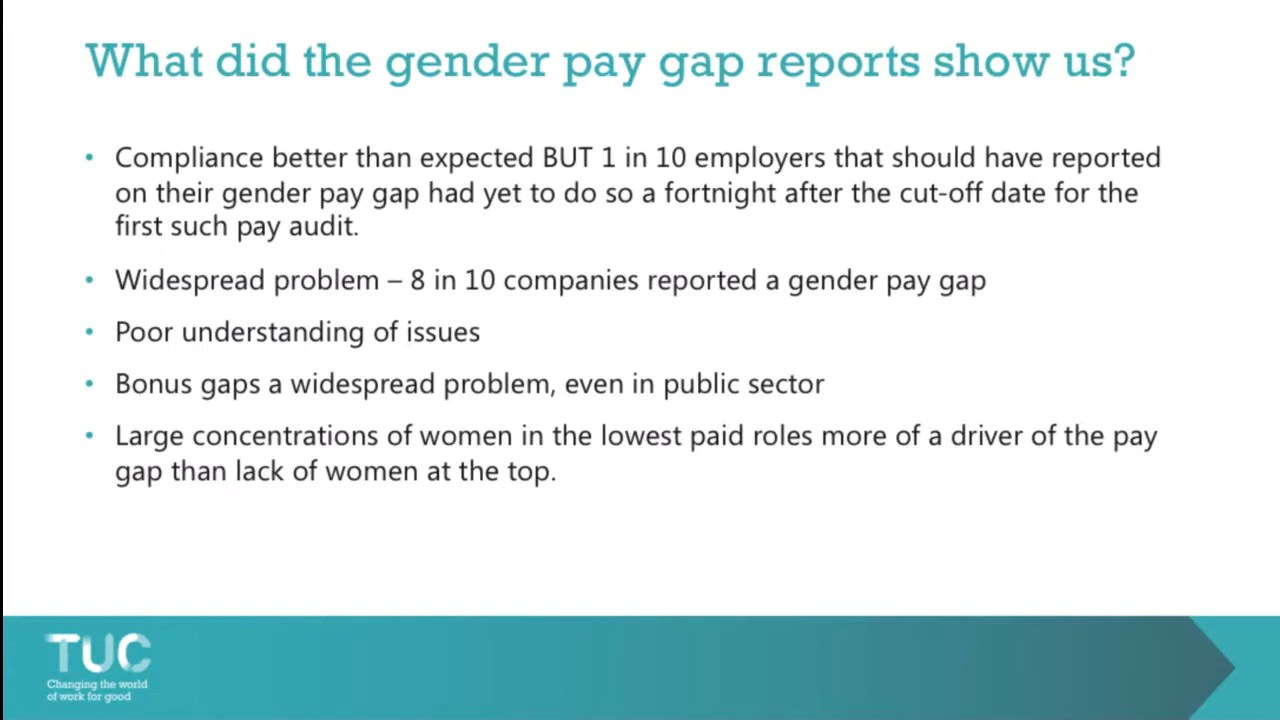 What did the gender pay gap reports show us?
• Compliance better than expected BUT 1 in 10 employers that should have reported
on their gender pay gap had yet to do so a fortnight after the cut-off date for the
first such pay audit.
• Widespread problem – 8 in 10 companies reported a gender pay gap
• Poor understanding of issues
• Bonus gaps a widespread problem, even in public sector
• Large concentrations of women in the lowest paid roles more of a driver of the pay
gap than lack of women at the top.
TUC
Changing the world
of work for good